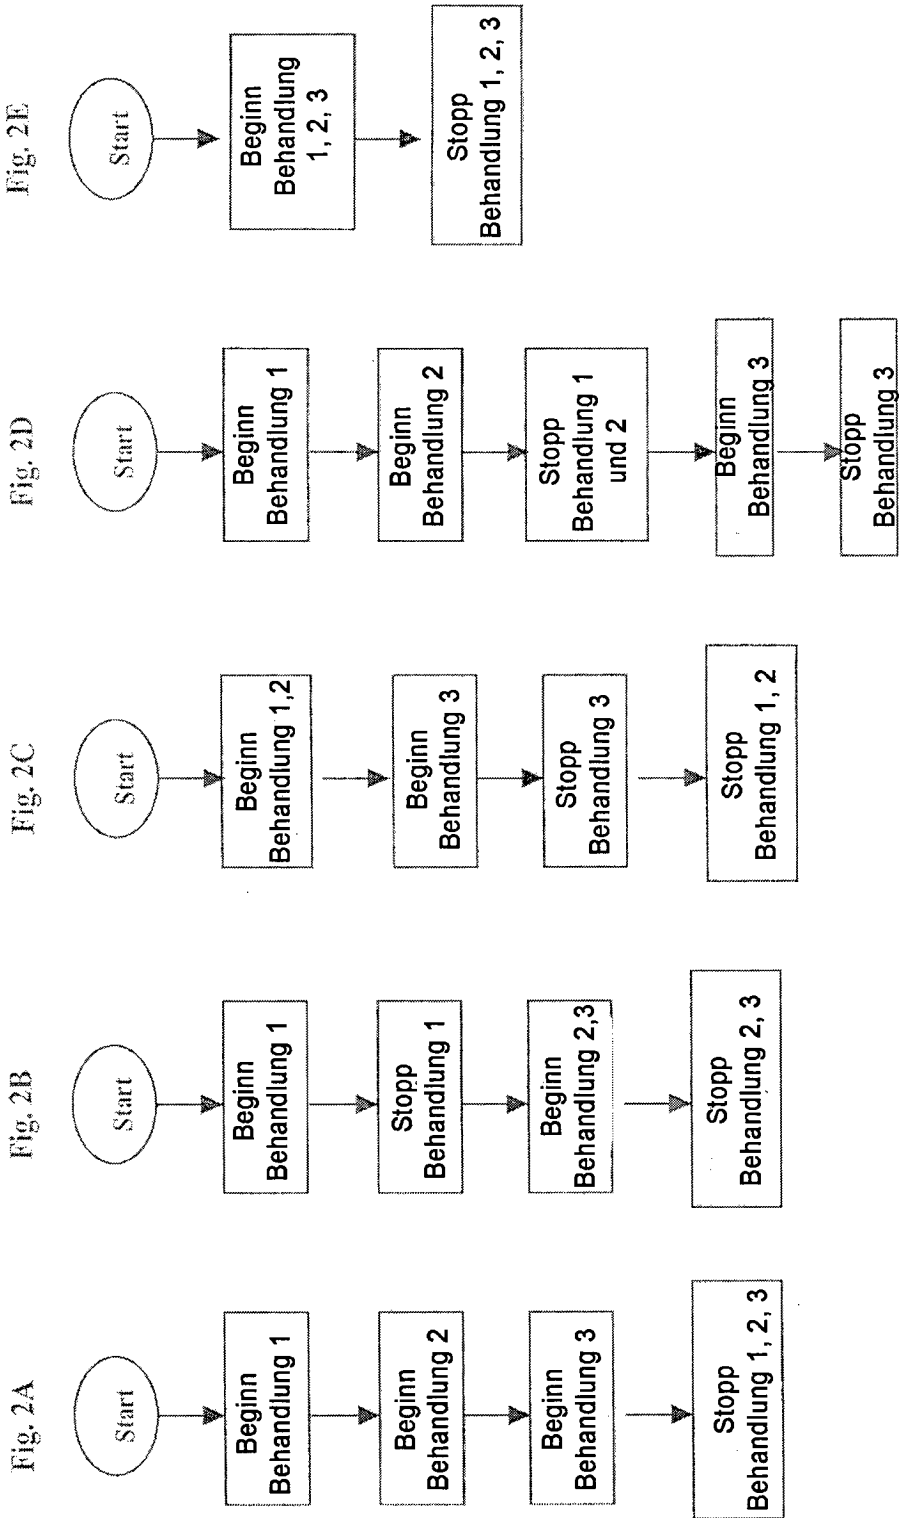 Fig. 2A
Start
Beginn
Behandlung 1
Beginn
Behandlung 2
Beginn
Behandlung 3
Stopp
Behandlung 1, 2, 3
Fig. 2B
Start
Beginn
Behandlung 1
Stopp
Behandlung 1
Beginn
Behandlung 2,3
Stopp
Behandlung 2, 3
Fig. 2C
Start
Beginn
Behandlung 1,2
Beginn
Behandlung 3
Stopp
Behandlung 3
Stopp
Behandlung 1, 2
Fig. 2D
Start
Beginn
Behandlung 1
Beginn
Behandlung 2
Stopp
Behandlung 1
und 2
Beginn
Behandlung 3
Stopp
Behandlung 3
Fig. 2E
Start
Beginn
Behandlung
1, 2, 3
Stopp
Behandlung 1, 2, 3